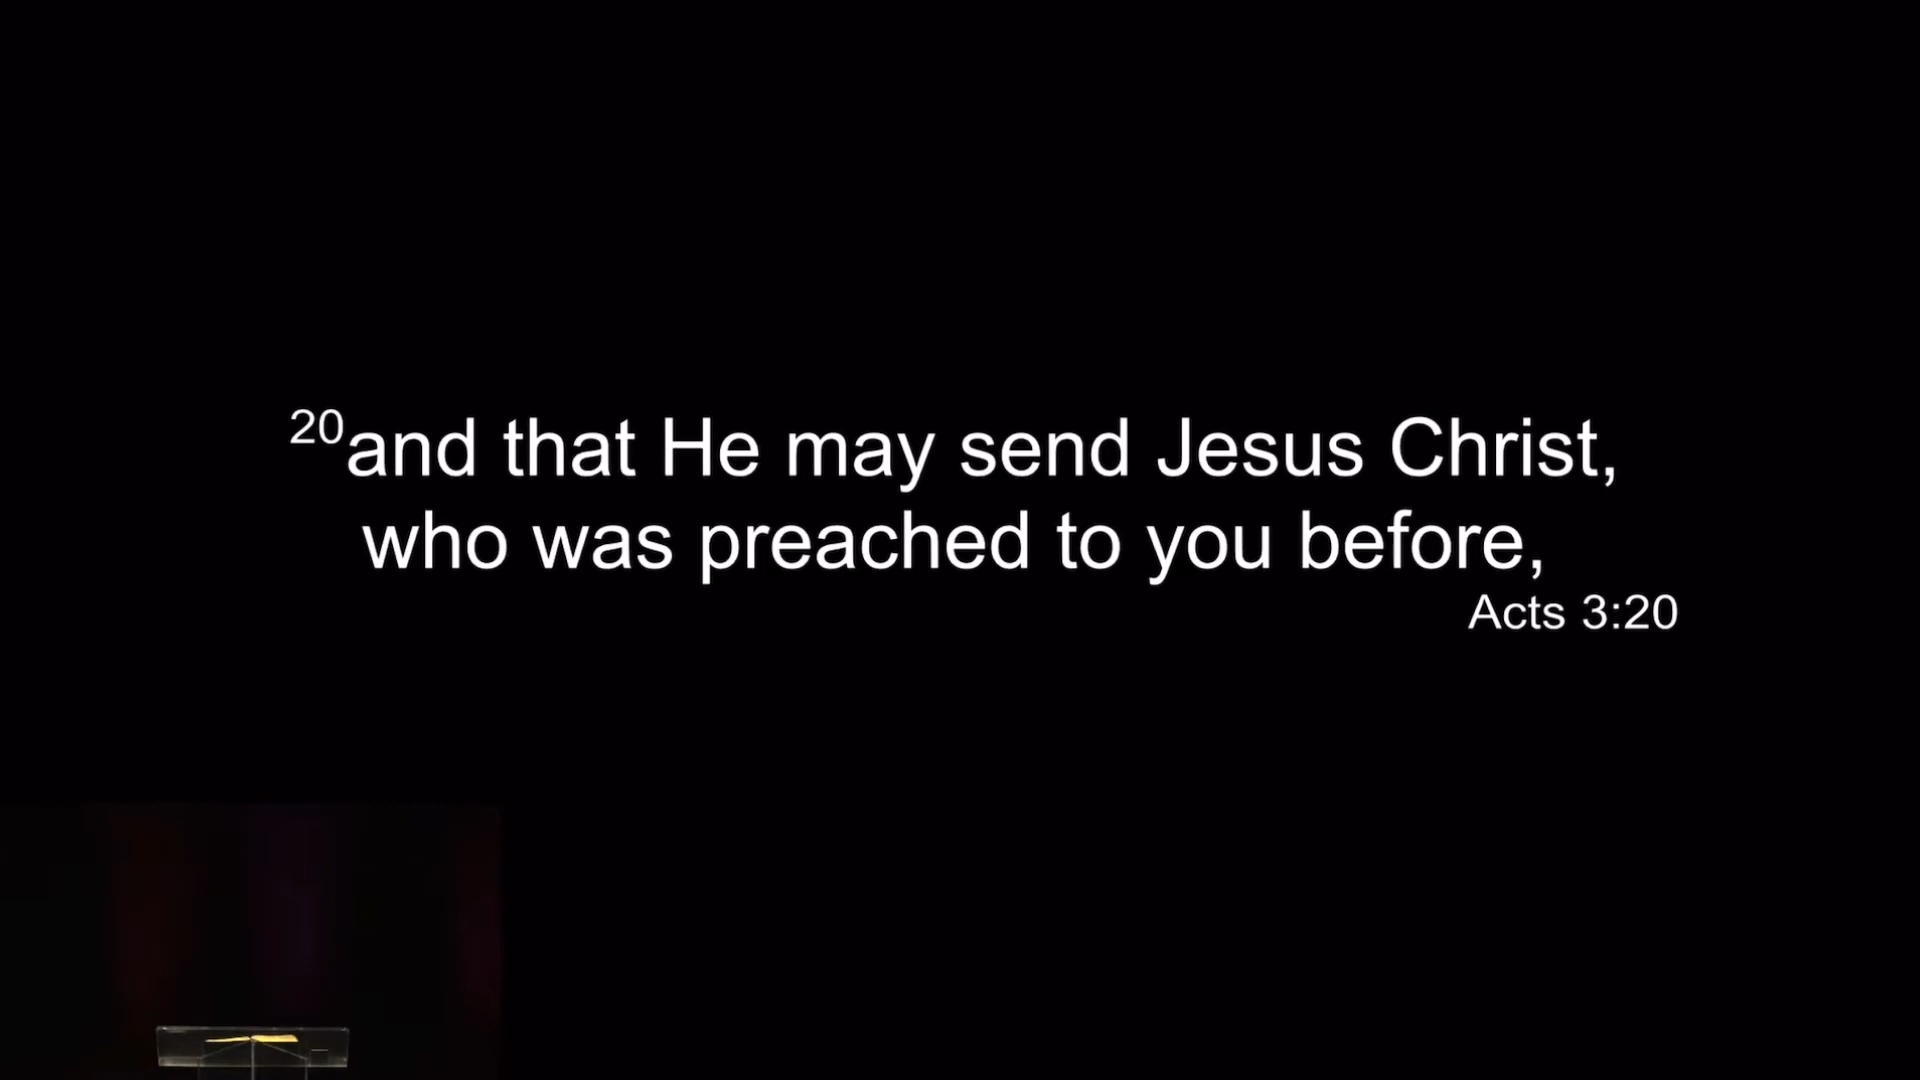 20and that He may send Jesus Christ,
who was preached to you before,
Acts 3:20